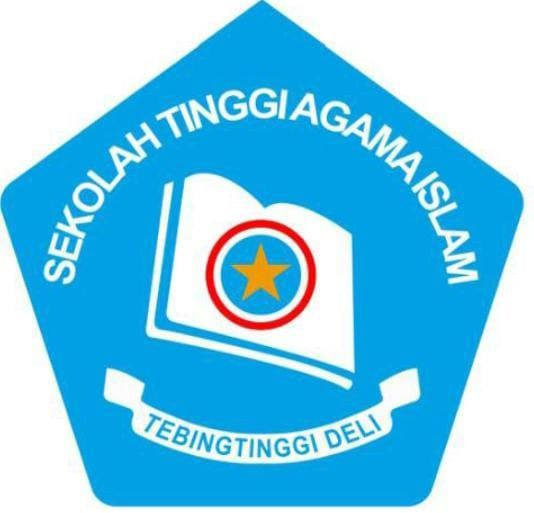 SEKOLAH TINGGI AGAMA ISLAM
TEBINGTINGGI DELI